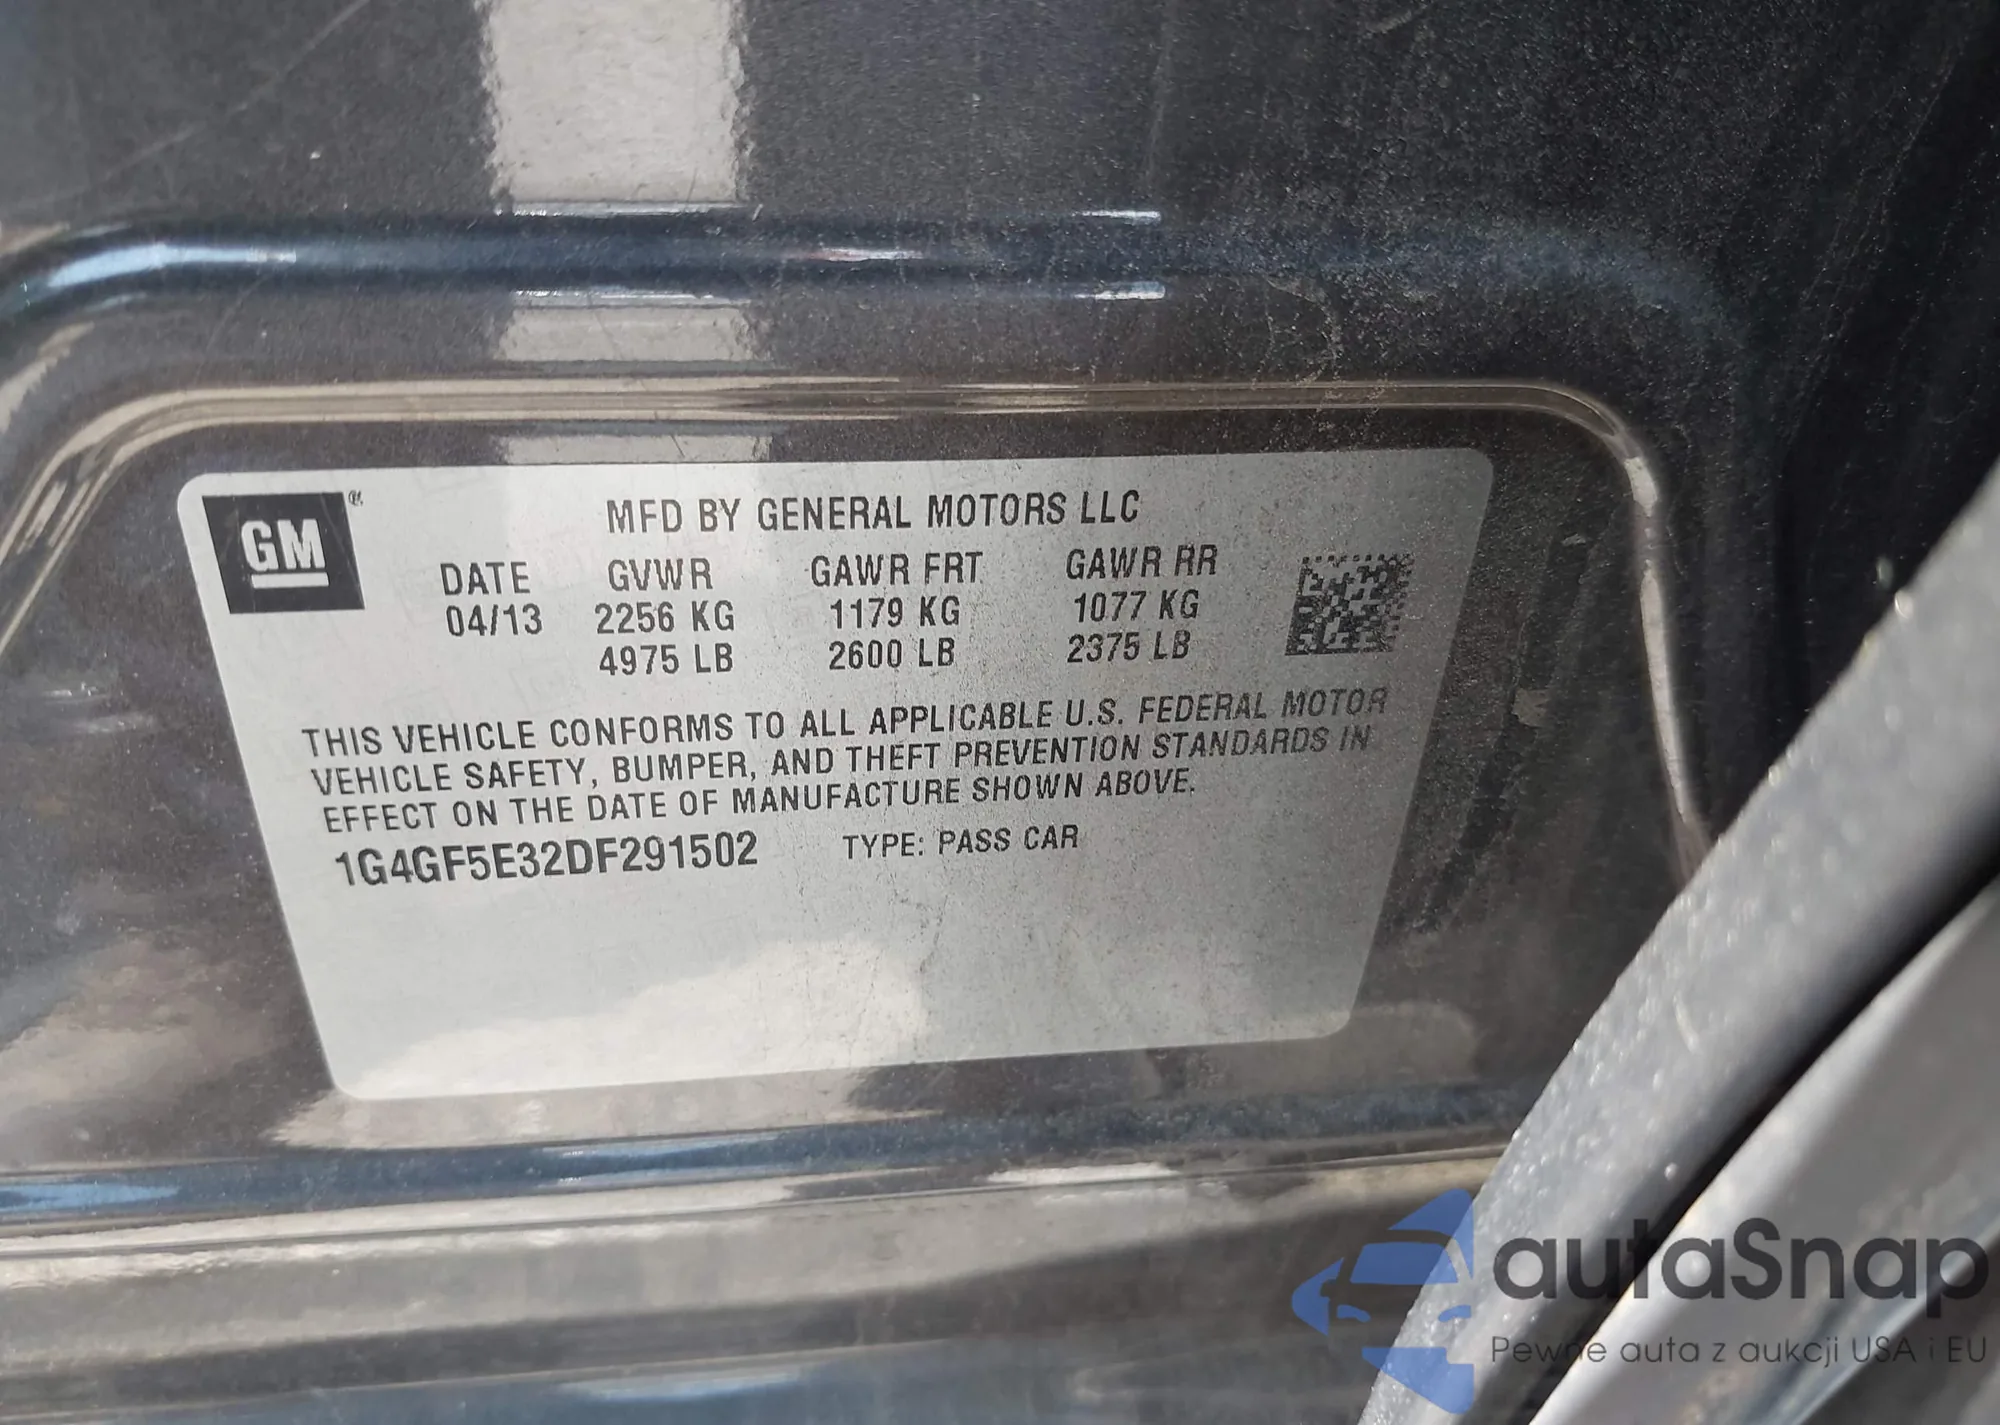 GM ®
MFD BY GENERAL MOTORS LLC
DATE GVWR GAWR FRT GAWR RR
04/13 2256 KG 1179 KG 1077 KG
4975 LB 2600 LB 2375 LB
THIS VEHICLE CONFORMS TO ALL APPLICABLE U.S. FEDERAL MOTOR
VEHICLE SAFETY, BUMPER, AND THEFT PREVENTION STANDARDS IN
EFFECT ON THE DATE OF MANUFACTURE SHOWN ABOVE.
1G4GF5E32DF291502 TYPE: PASS CAR
autaSnap
Pewne auta z aukcji USA i EU